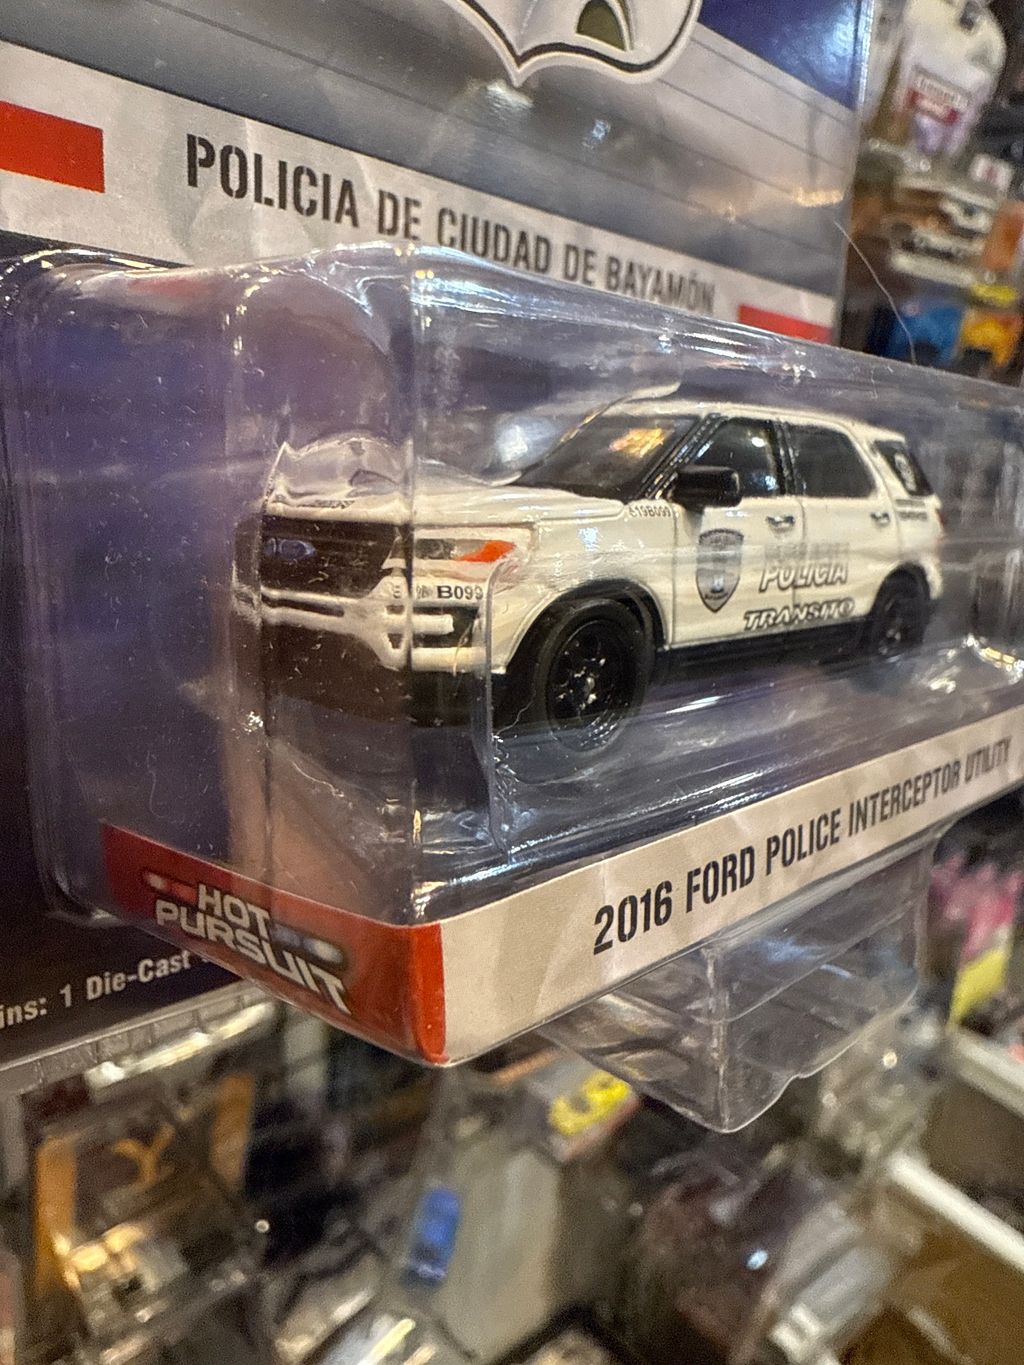 POLICIA DE CIUDAD DE BAYAMÓN
B099
POLICIA
TRANSITO
2016 FORD POLICE INTERCEPTOR UTILITY
HOT
PURSUIT
ins: 1 Die-Cast